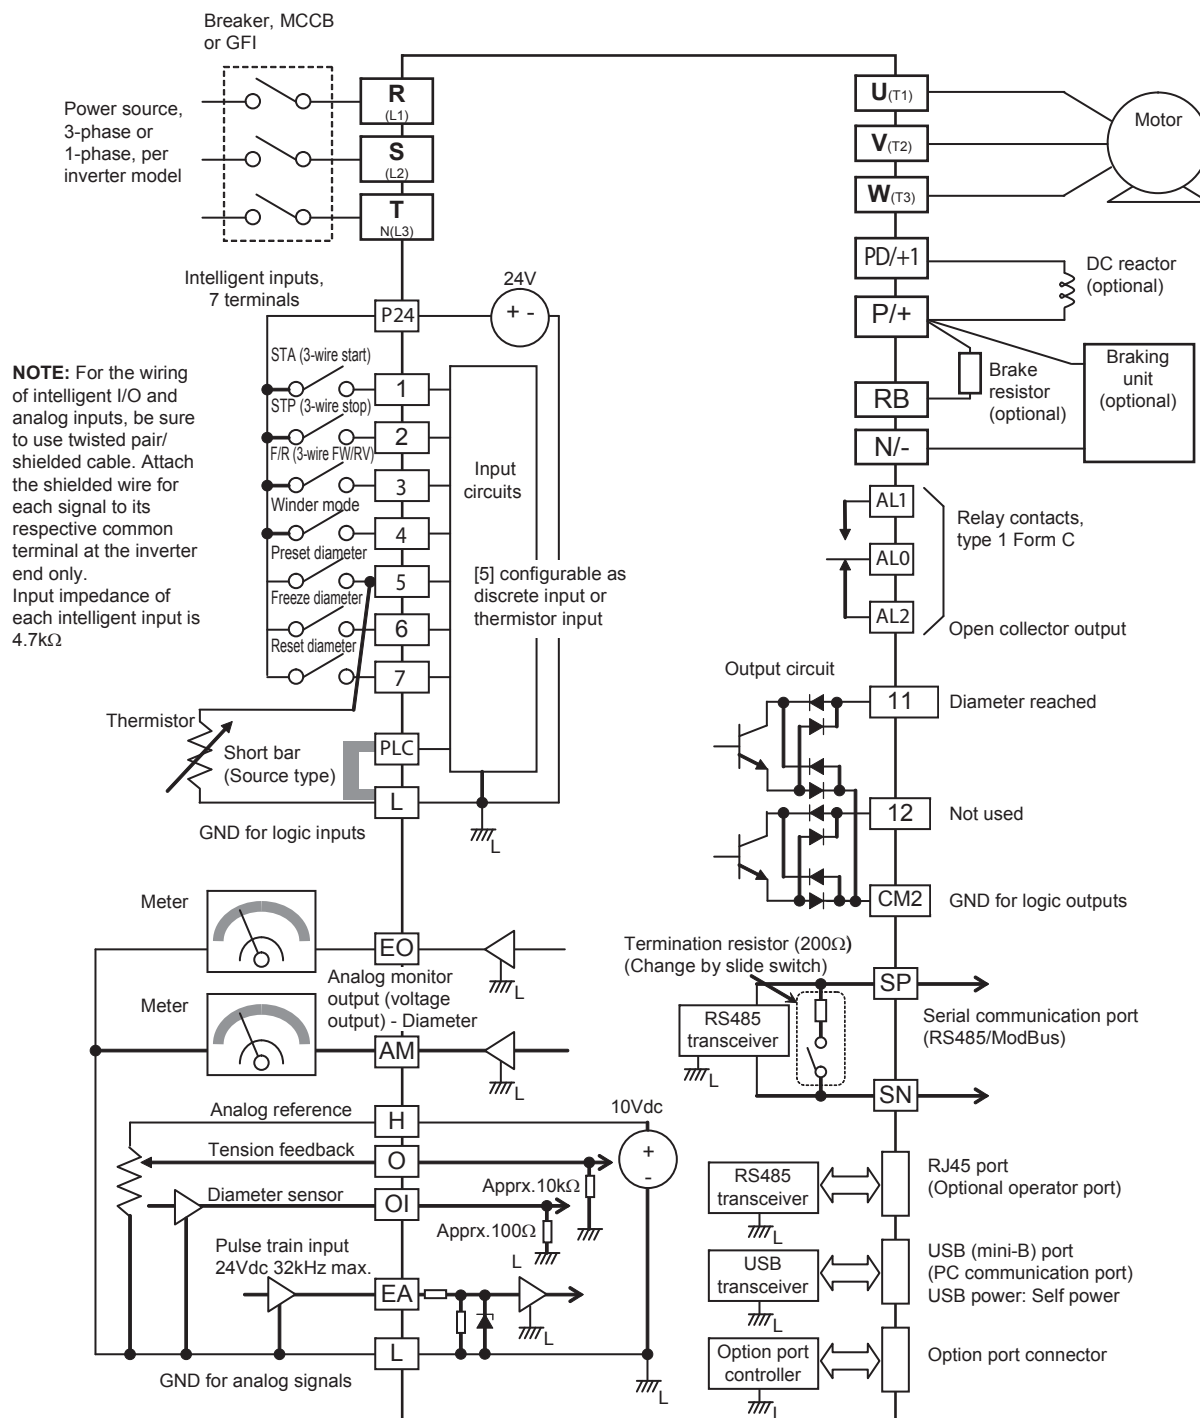 Breaker, MCCB
or GFI
Power source,
3-phase or
1-phase, per
inverter model
R
(L1)
S
(L2)
T
N(L3)
U(T1)
V(T2)
W(T3)
Motor
PD/+1
P/+
DC reactor
(optional)
Brake
resistor
(optional)
Braking
unit
(optional)
RB
N/-
Intelligent inputs,
7 terminals
24V
P24
+ -
NOTE: For the wiring
of intelligent I/O and
analog inputs, be sure
to use twisted pair/
shielded cable. Attach
the shielded wire for
each signal to its
respective common
terminal at the inverter
end only.
Input impedance of
each intelligent input is
4.7kΩ
STA (3-wire start)
1
STP (3-wire stop)
2
F/R (3-wire FW/RV)
3
Winder mode
4
Preset diameter
5
Freeze diameter
6
Reset diameter
7
Input
circuits
[5] configurable as
discrete input or
thermistor input
Thermistor
Short bar
(Source type)
PLC
L
L
GND for logic inputs
AL1
AL0
AL2
Relay contacts,
type 1 Form C
Open collector output
Output circuit
11
Diameter reached
12
Not used
CM2
GND for logic outputs
Meter
EO
L
Analog monitor
output (voltage
output) - Diameter
Meter
AM
L
Termination resistor (200Ω)
(Change by slide switch)
SP
RS485
transceiver
L
Serial communication port
(RS485/ModBus)
SN
Analog reference
H
10Vdc
+
-
Tension feedback
O
Apprx.10kΩ
Diameter sensor
OI
Apprx.100Ω
Pulse train input
24Vdc 32kHz max.
L
EA
L
L
L
GND for analog signals
RS485
transceiver
L
RJ45 port
(Optional operator port)
USB
transceiver
L
USB (mini-B) port
(PC communication port)
USB power: Self power
Option port
controller
L
Option port connector